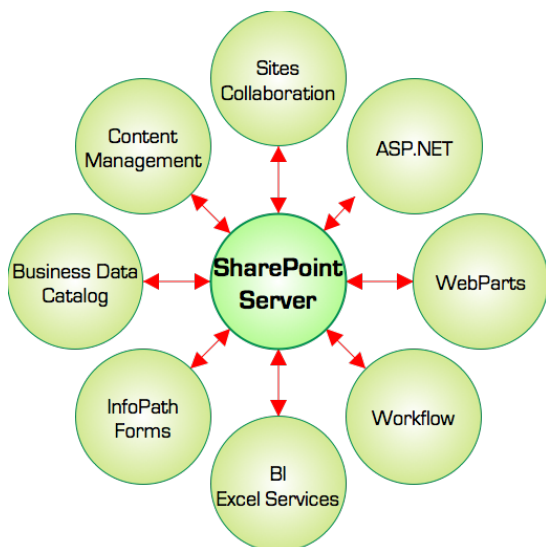 Sites
Collaboration
Content
Management
ASP.NET
Business Data
Catalog
SharePoint
Server
WebParts
InfoPath
Forms
Workflow
BI
Excel Services